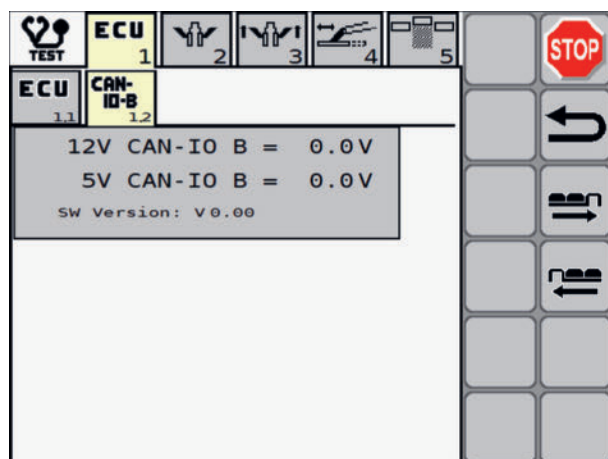 TEST
ECU
1
2
3
4
5
STOP
ECU
1.1
CAN-
IO-B
1.2
12V CAN-IO B = 0.0V
5V CAN-IO B = 0.0V
SW Version: V0.00